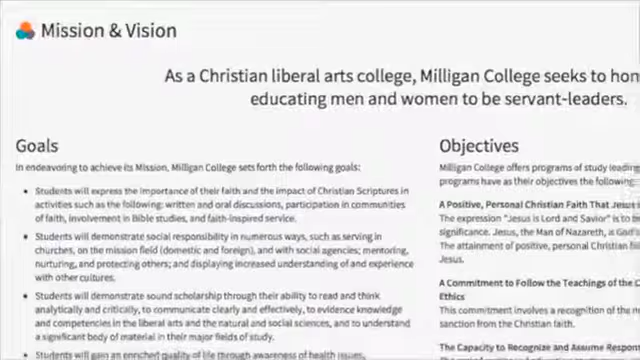 Mission & Vision
As a Christian liberal arts college, Milligan College seeks to hon
educating men and women to be servant-leaders.
Goals
In endeavoring to achieve its Mission, Milligan College sets forth the following goals:
• Students will express the importance of their faith and the impact of Christian Scriptures in
activities such as the following: written and oral discussions, participation in communities
of faith, involvement in Bible studies, and faith-inspired service.
• Students will demonstrate social responsibility in numerous ways, such as serving in
churches, on the mission field (domestic and foreign), and with social agencies; mentoring,
nurturing, and protecting others; and displaying increased understanding of and experience
with other cultures.
• Students will demonstrate sound scholarship through their ability to read and think
analytically and critically, to communicate clearly and effectively, to evidence knowledge
and competencies in the liberal arts and the natural and social sciences, and to understand
a significant body of material in their major fields of study.
• Students will gain an enriched quality of life through awareness of health issues,
Objectives
Milligan College offers programs of study leading
programs have as their objectives the following:
A Positive, Personal Christian Faith That Jesus
The expression "Jesus is Lord and Savior" is to
significance. Jesus, the Man of Nazareth, is God's
The attainment of positive, personal Christian
Jesus.
A Commitment to Follow the Teachings of the
Ethics
This commitment involves a recognition of the
sanction from the Christian faith.
The Capacity to Recognize and Assume Respon